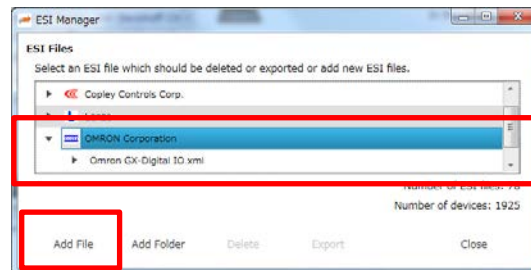 ESI Manager
ESI Files
Select an ESI file which should be deleted or exported or add new ESI files.
Copley Controls Corp.
OMRON Corporation
Omron GX-Digital IO.xml
Number of ESI files: 78
Number of devices: 1925
Add File Add Folder Delete Export Close